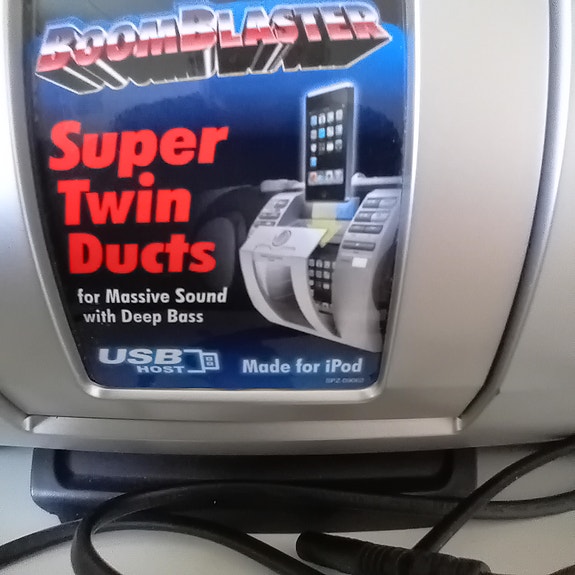 BOOMBLASTER
Super
Twin
Ducts
for Massive Sound
with Deep Bass
USB
HOST
Made for iPod